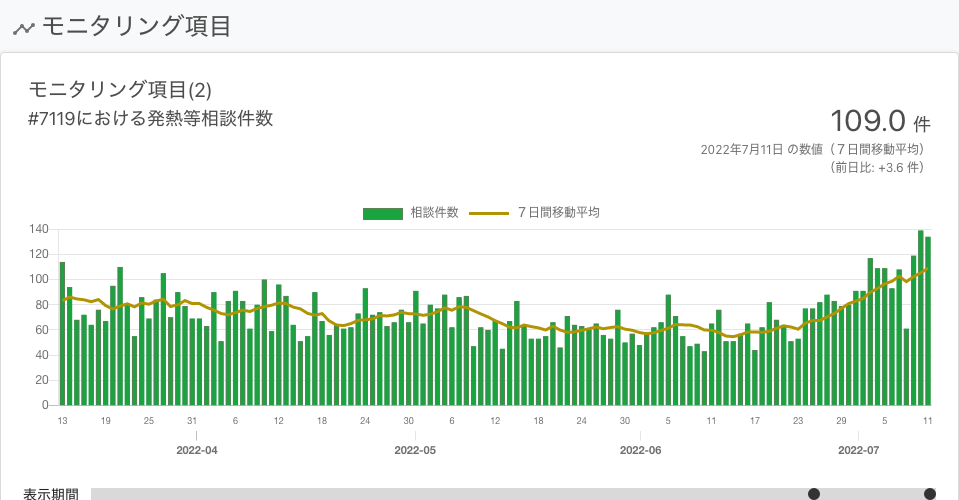 モニタリング項目
モニタリング項目(2)
#7119における発熱等相談件数
109.0 件
2022年7月11日 の数値（７日間移動平均）
（前日比: +3.6 件）
相談件数 ７日間移動平均
140
120
100
80
60
40
20
0
13 19 25 31 6 12 18 24 30 6 12 18 24 30 5 11 17 23 29 5 11
2022-04 2022-05 2022-06 2022-07
表示期間